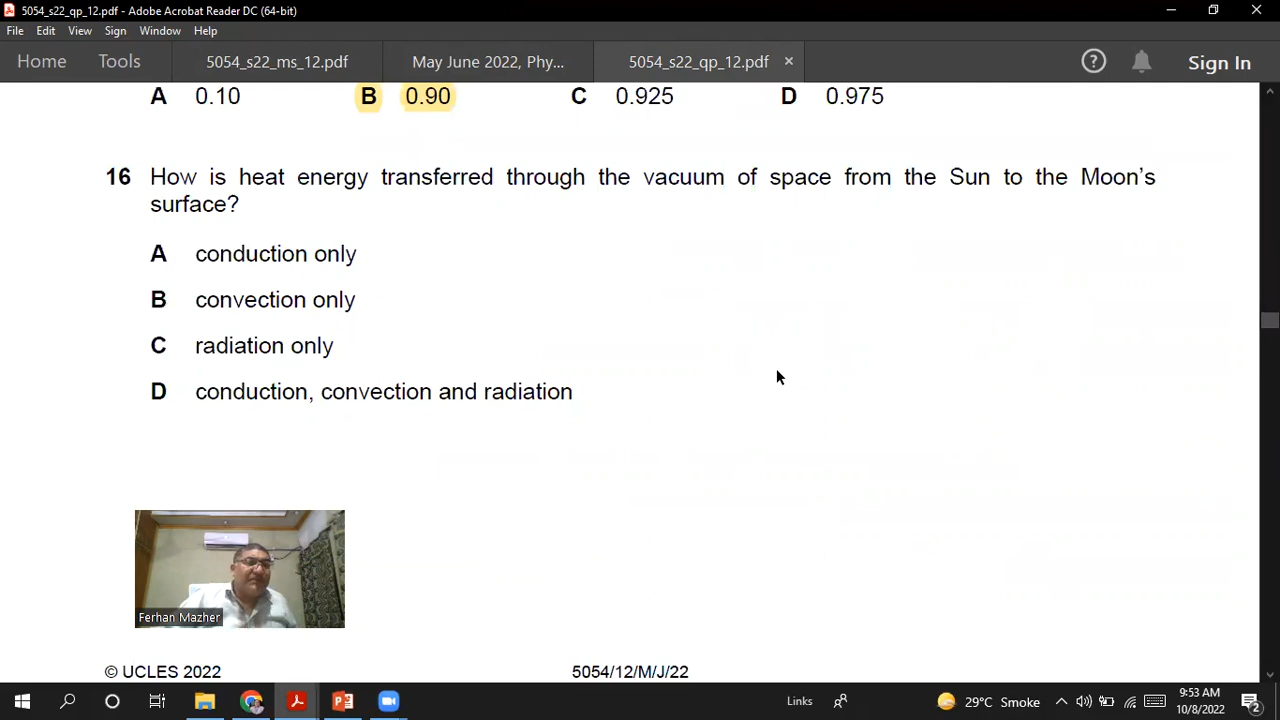 5054_s22_qp_12.pdf - Adobe Acrobat Reader DC (64-bit)
File Edit View Sign Window Help
Home Tools 5054_s22_ms_12.pdf May June 2022, Phy... 5054_s22_qp_12.pdf × ? Sign In
A 0.10 B 0.90 C 0.925 D 0.975
16 How is heat energy transferred through the vacuum of space from the Sun to the Moon’s
surface?
A conduction only
B convection only
C radiation only
D conduction, convection and radiation
Ferhan Mazher
© UCLES 2022 5054/12/M/J/22
Links 29°C Smoke 9:53 AM
10/8/2022
2